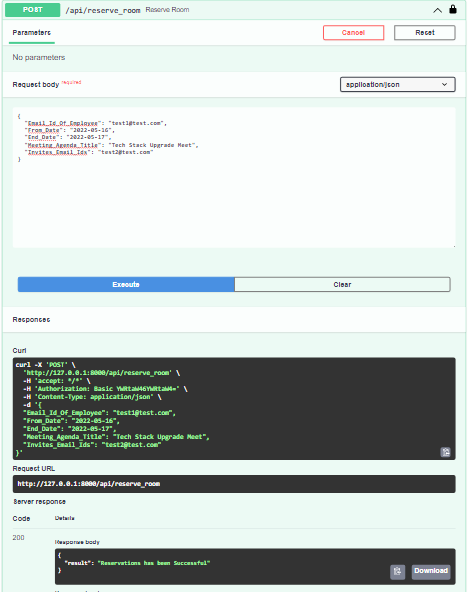 POST /api/reserve_room Reserve Room
Parameters Cancel Reset
No parameters
Request body required application/json
{
"Email_Id_Of_Employee": "test1@test.com",
"From_Date": "2022-05-16",
"End_Date": "2022-05-17",
"Meeting_Agenda_Title": "Tech Stack Upgrade Meet",
"Invites_Email_Ids": "test2@test.com"
}
Execute Clear
Responses
Curl
curl -X 'POST' \
'http://127.0.0.1:8000/api/reserve_room' \
-H 'accept: */*' \
-H 'Authorization: Basic YWRtaW46YWRtaW4=' \
-H 'Content-Type: application/json' \
-d '{
"Email_Id_Of_Employee": "test1@test.com",
"From_Date": "2022-05-16",
"End_Date": "2022-05-17",
"Meeting_Agenda_Title": "Tech Stack Upgrade Meet",
"Invites_Email_Ids": "test2@test.com"
}'
Request URL
http://127.0.0.1:8000/api/reserve_room
Server response
Code Details
200
Response body
{
"result": "Reservations has been Successful"
}
Download